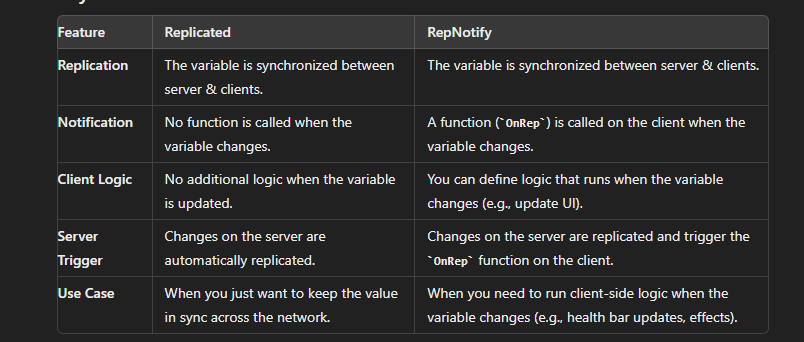 Feature Replicated RepNotify
Replication The variable is synchronized between The variable is synchronized between server & clients.
server & clients.
Notification No function is called when the A function (`OnRep`) is called on the client when the
variable changes. variable changes.
Client Logic No additional logic when the variable You can define logic that runs when the variable
is updated. changes (e.g., update UI).
Server Changes on the server are Changes on the server are replicated and trigger the
Trigger automatically replicated. `OnRep` function on the client.
Use Case When you just want to keep the value When you need to run client-side logic when the
in sync across the network. variable changes (e.g., health bar updates, effects).